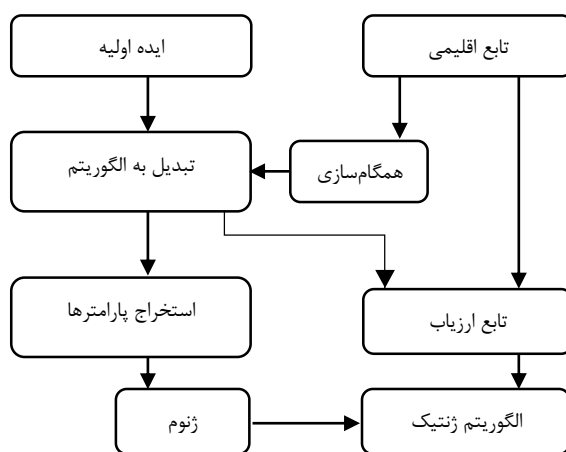 تابع اقلیمی
ایده اولیه
همگام‌سازی
تبدیل به الگوریتم
استخراج پارامترها
تابع ارزیاب
ژنوم
الگوریتم ژنتیک